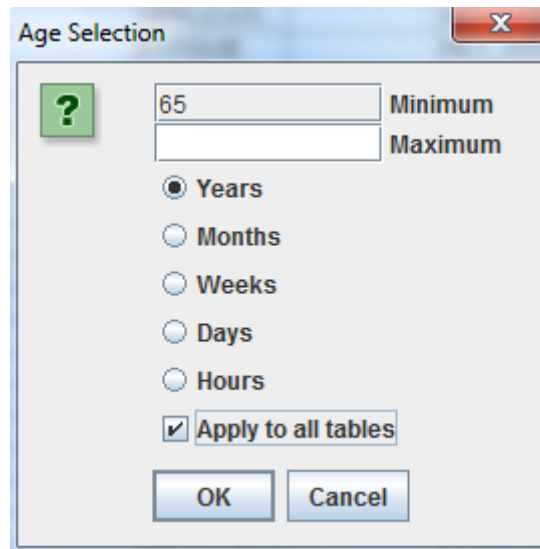 Age Selection
?
65 Minimum
Maximum
Years
Months
Weeks
Days
Hours
Apply to all tables
OK Cancel